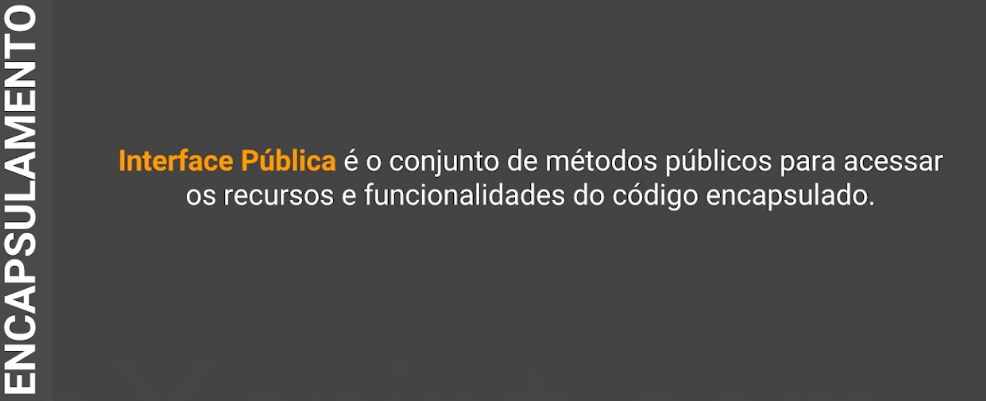 ENCAPSULAMENTO
Interface Pública é o conjunto de métodos públicos para acessar
os recursos e funcionalidades do código encapsulado.